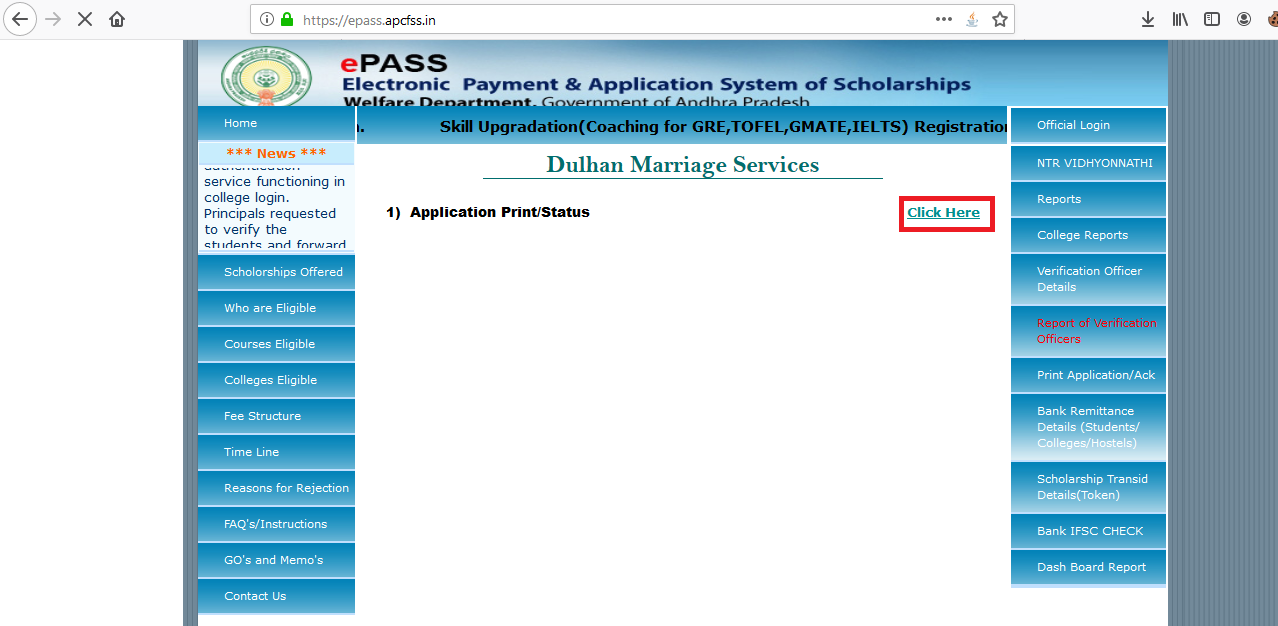 https://epass.apcfss.in
ePASS
Electronic Payment & Application System of Scholarships
Welfare Department, Government of Andhra Pradesh
Home
Skill Upgradation(Coaching for GRE,TOFEL,GMATE,IELTS) Registration
*** News ***
authentication
service functioning in
college login.
Principals requested
to verify the
students and forward
Scholorships Offered
Who are Eligible
Courses Eligible
Colleges Eligible
Fee Structure
Time Line
Reasons for Rejection
FAQ's/Instructions
GO's and Memo's
Contact Us
Dulhan Marriage Services
1) Application Print/Status
Click Here
Official Login
NTR VIDHYONNATHI
Reports
College Reports
Verification Officer
Details
Report of Verification
Officers
Print Application/Ack
Bank Remittance
Details (Students/
Colleges/Hostels)
Scholarship Transid
Details(Token)
Bank IFSC CHECK
Dash Board Report